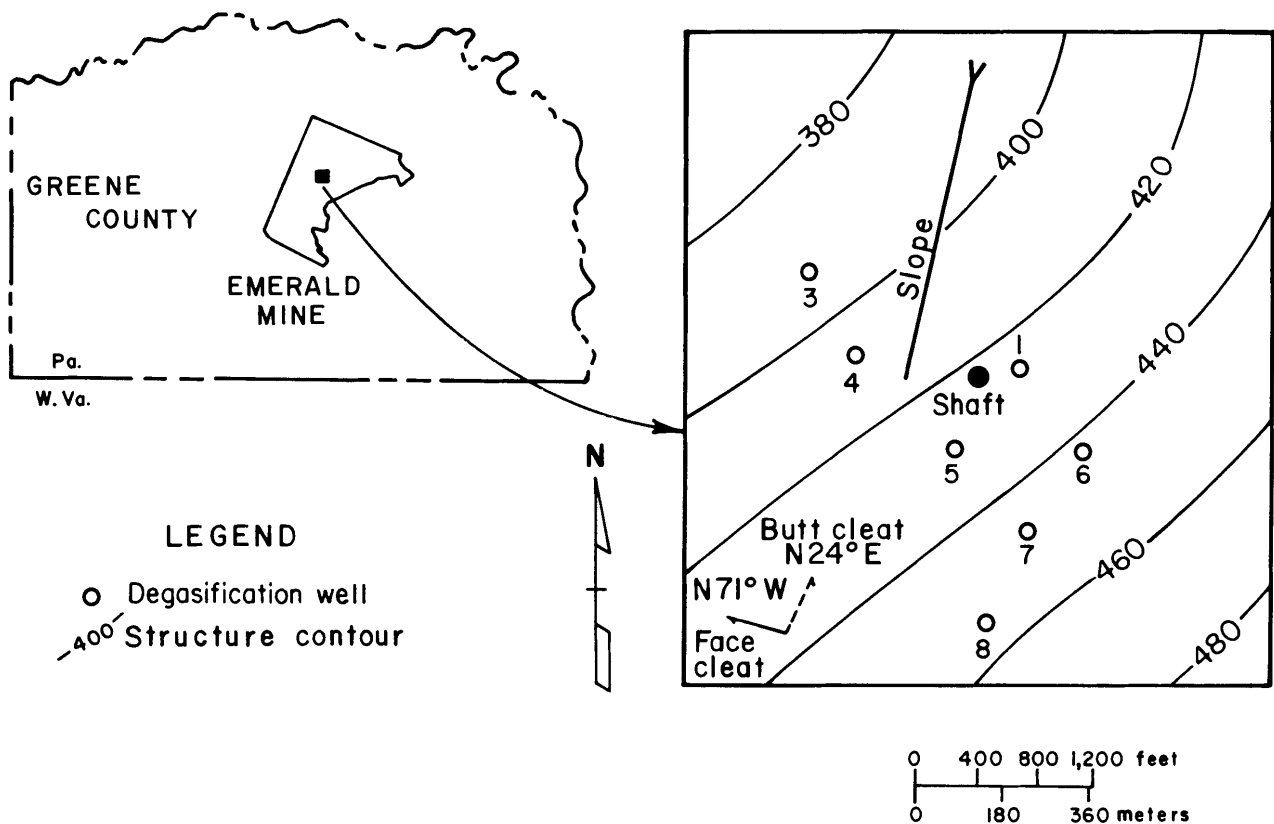 GREENE
COUNTY
EMERALD
MINE
Pa.
W. Va.
N
LEGEND
Degasification well
-400- Structure contour
380
400
420
Slope
3
4
1
Shaft
440
5
6
7
Butt cleat
N24°E
N71°W
Face
cleat
8
460
480
0 400 800 1,200 feet
0 180 360 meters